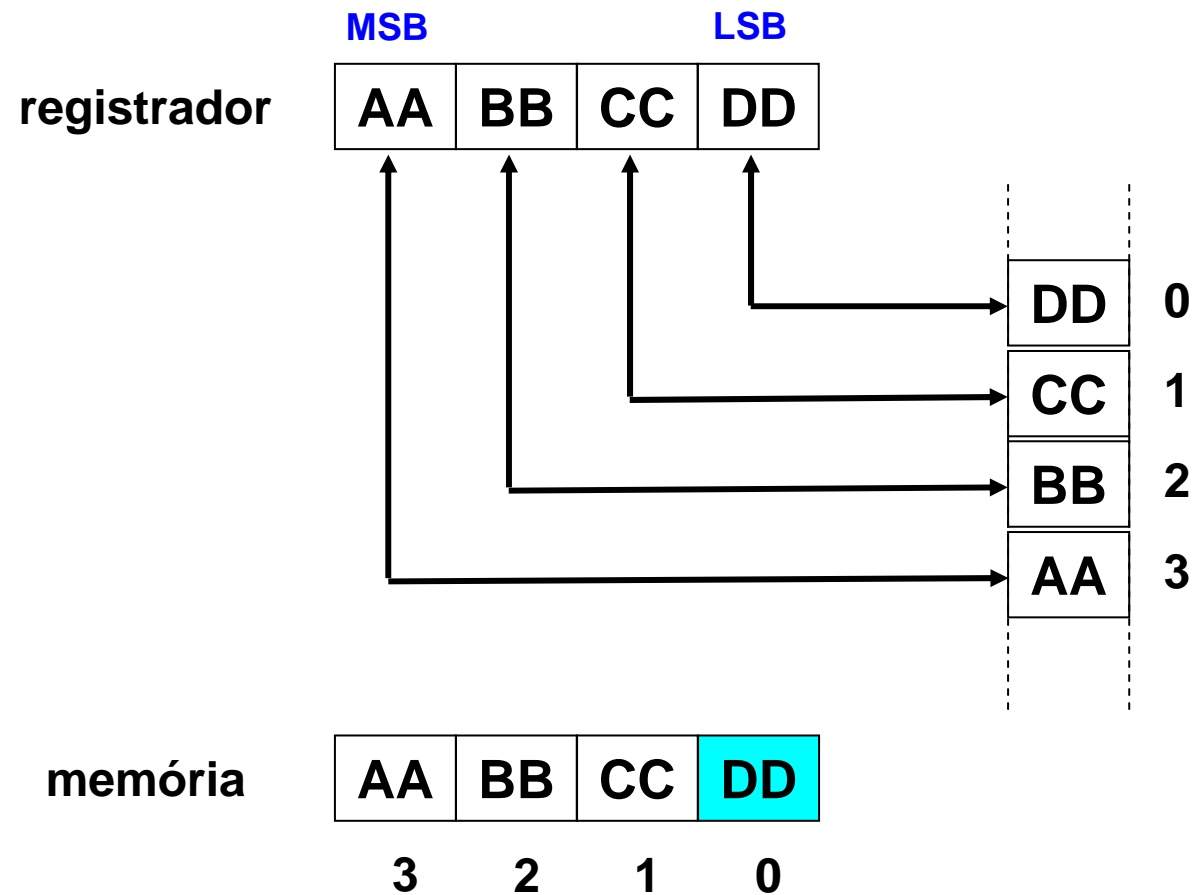 MSB LSB
registrador AA BB CC DD
DD 0
CC 1
BB 2
AA 3
memória AA BB CC DD
3 2 1 0